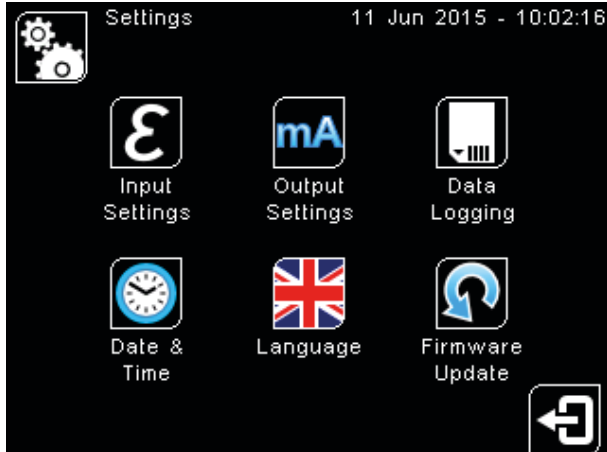 Settings
11 Jun 2015 - 10:02:16
ε
mA
Input
Settings
Output
Settings
Data
Logging
Date &
Time
Language
Firmware
Update